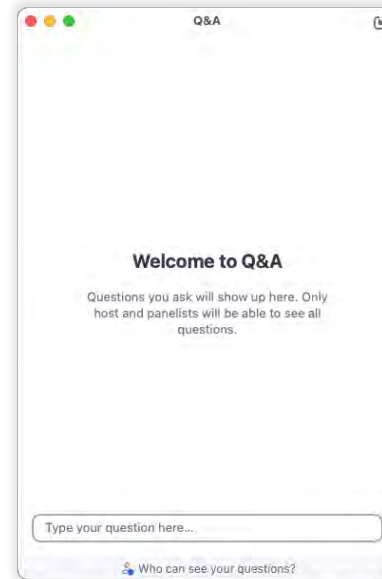 Q&A
Welcome to Q&A
Questions you ask will show up here. Only
host and panelists will be able to see all
questions.
Type your question here...
Who can see your questions?